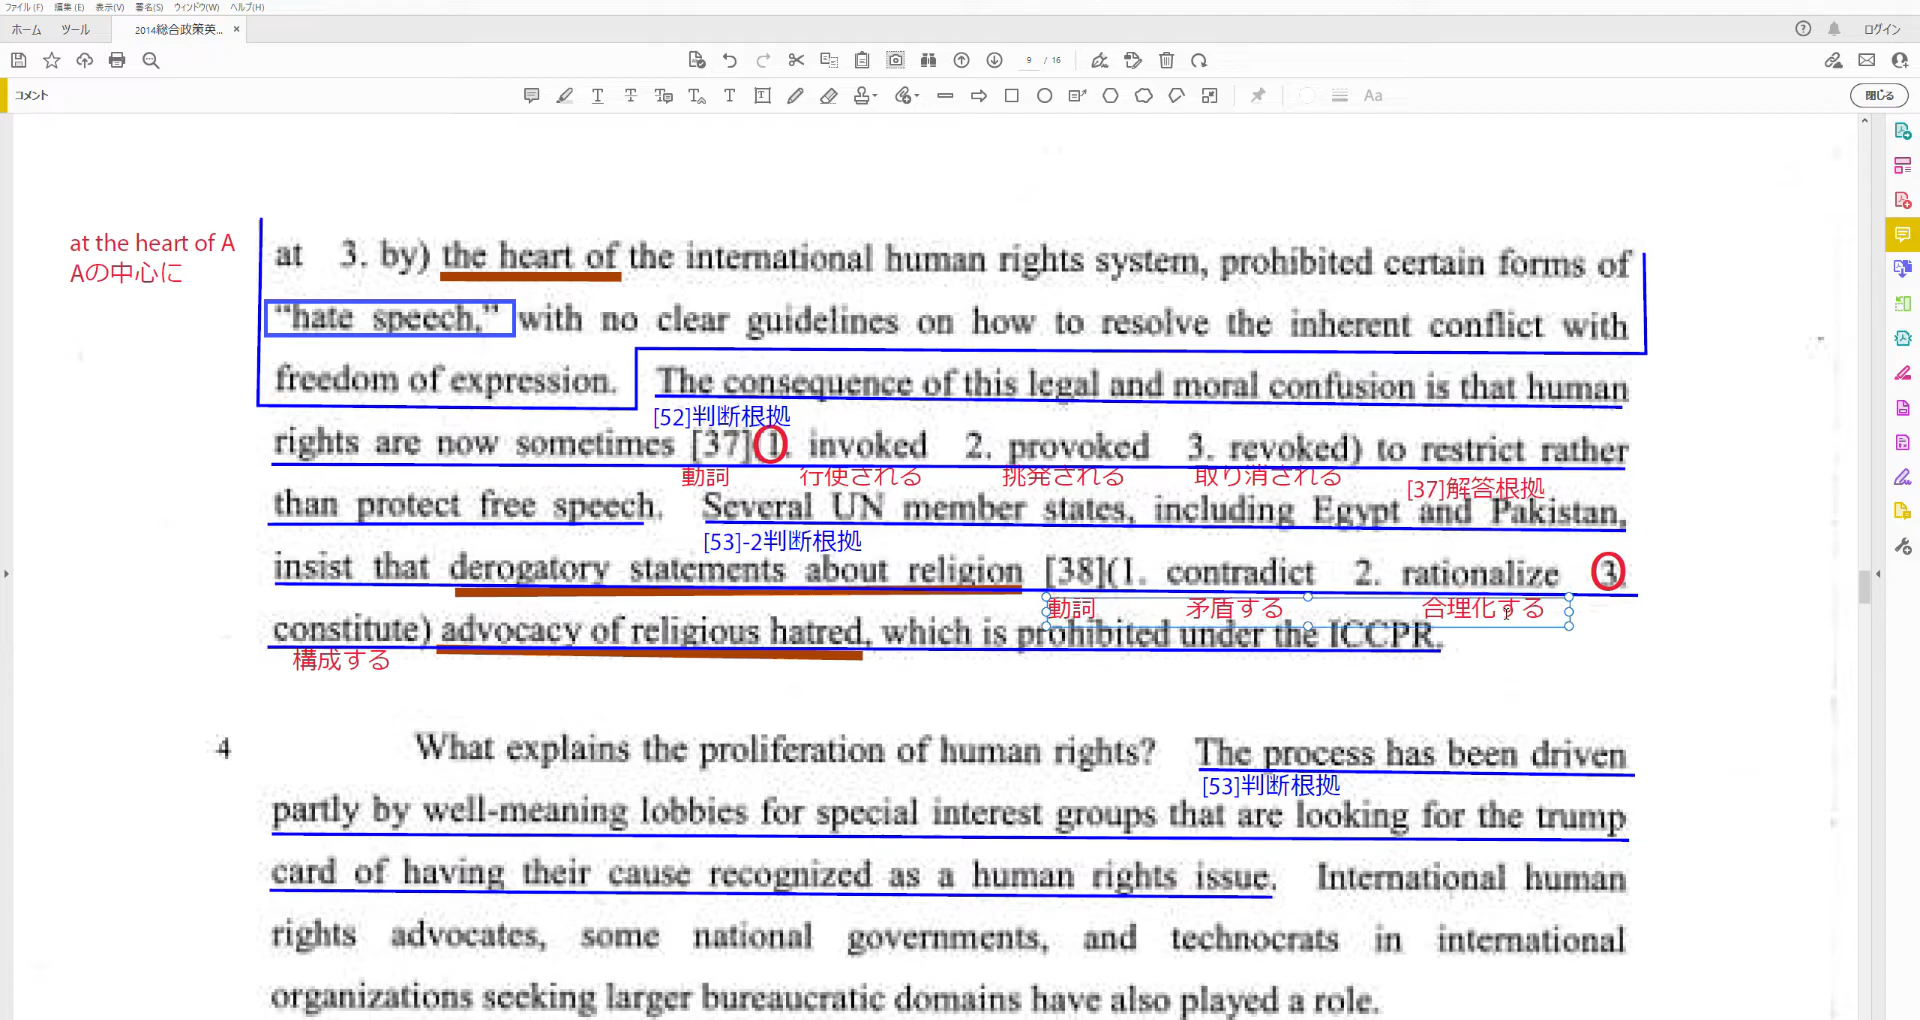 ファイル(F) 編集(E) 表示(V) 署名(S) ウィンドウ(W) ヘルプ(H)
ホーム ツール 2014総合政策英... × ログイン
9 / 16
コメント Aa 閉じる
at the heart of A
Aの中心に
at 3. by) the heart of the international human rights system, prohibited certain forms of
“hate speech,” with no clear guidelines on how to resolve the inherent conflict with
freedom of expression. The consequence of this legal and moral confusion is that human
[52]判断根拠
rights are now sometimes [37](1. invoked 2. provoked 3. revoked) to restrict rather
動詞 行使される 挑発される 取り消される [37]解答根拠
than protect free speech. Several UN member states, including Egypt and Pakistan,
[53]-2判断根拠
insist that derogatory statements about religion [38](1. contradict 2. rationalize 3.
動詞 矛盾する 合理化する
constitute) advocacy of religious hatred, which is prohibited under the ICCPR.
構成する
4 What explains the proliferation of human rights? The process has been driven
[53]判断根拠
partly by well-meaning lobbies for special interest groups that are looking for the trump
card of having their cause recognized as a human rights issue. International human
rights advocates, some national governments, and technocrats in international
organizations seeking larger bureaucratic domains have also played a role.